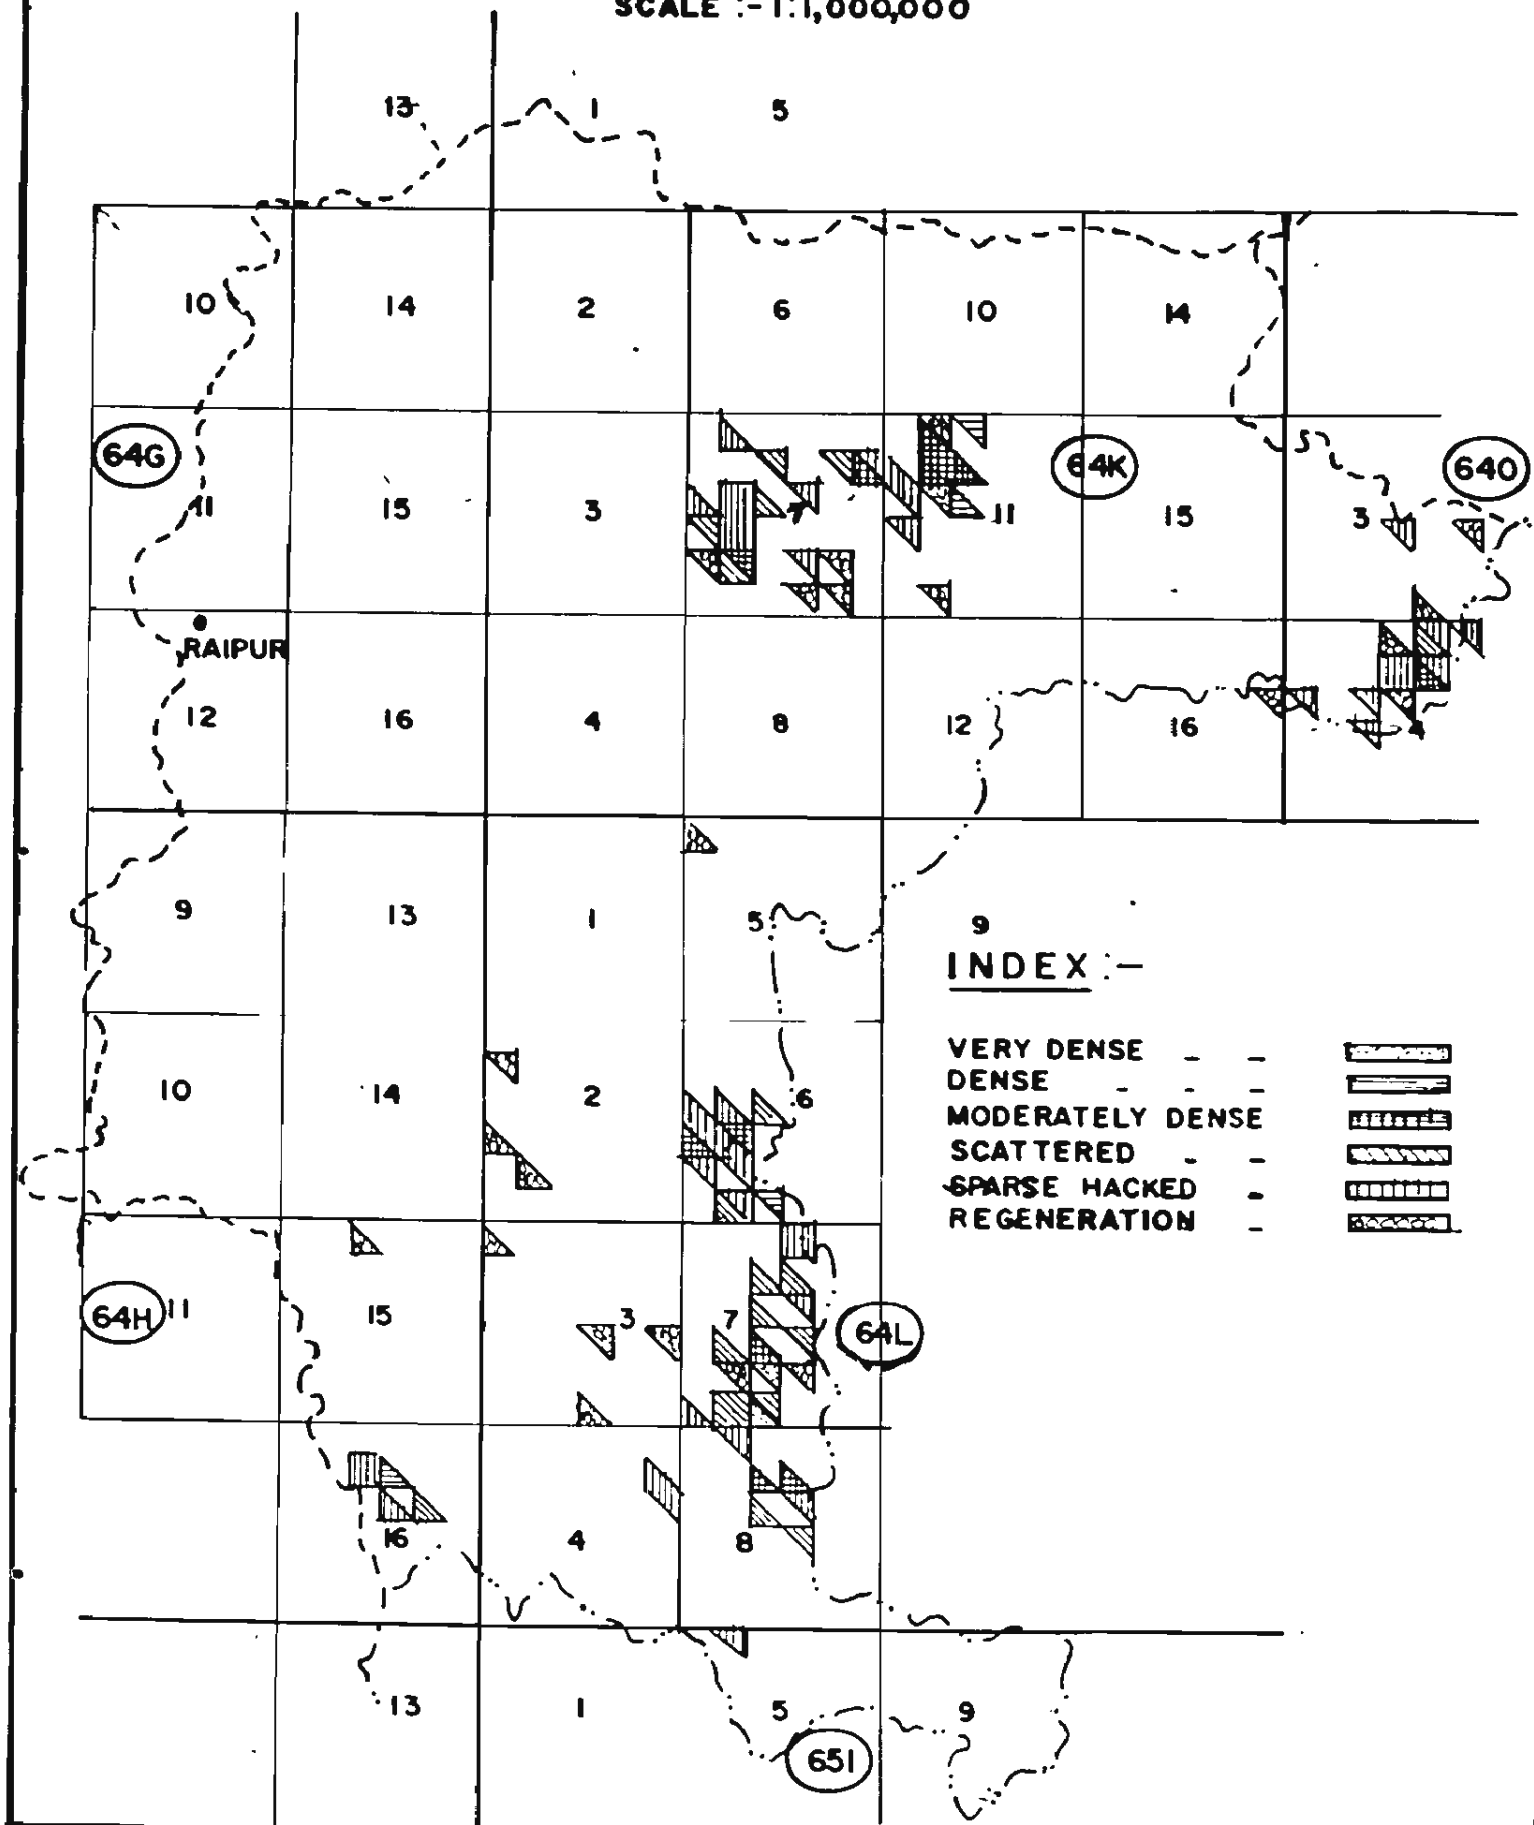 SCALE :- 1:1,000,000
13 1 5
10 14 2 6 10 14
64G 64K 64O
11 15 3 7 11 15 3
RAIPUR
12 16 4 8 12 16 4
9 13 1 5 9
INDEX :-
VERY DENSE - -
DENSE - - -
10 14 2 6
MODERATELY DENSE
SCATTERED - -
SPARSE HACKED -
REGENERATION -
64H 11 15 3 7 64L
16 4 8
13 1 5 9
65I